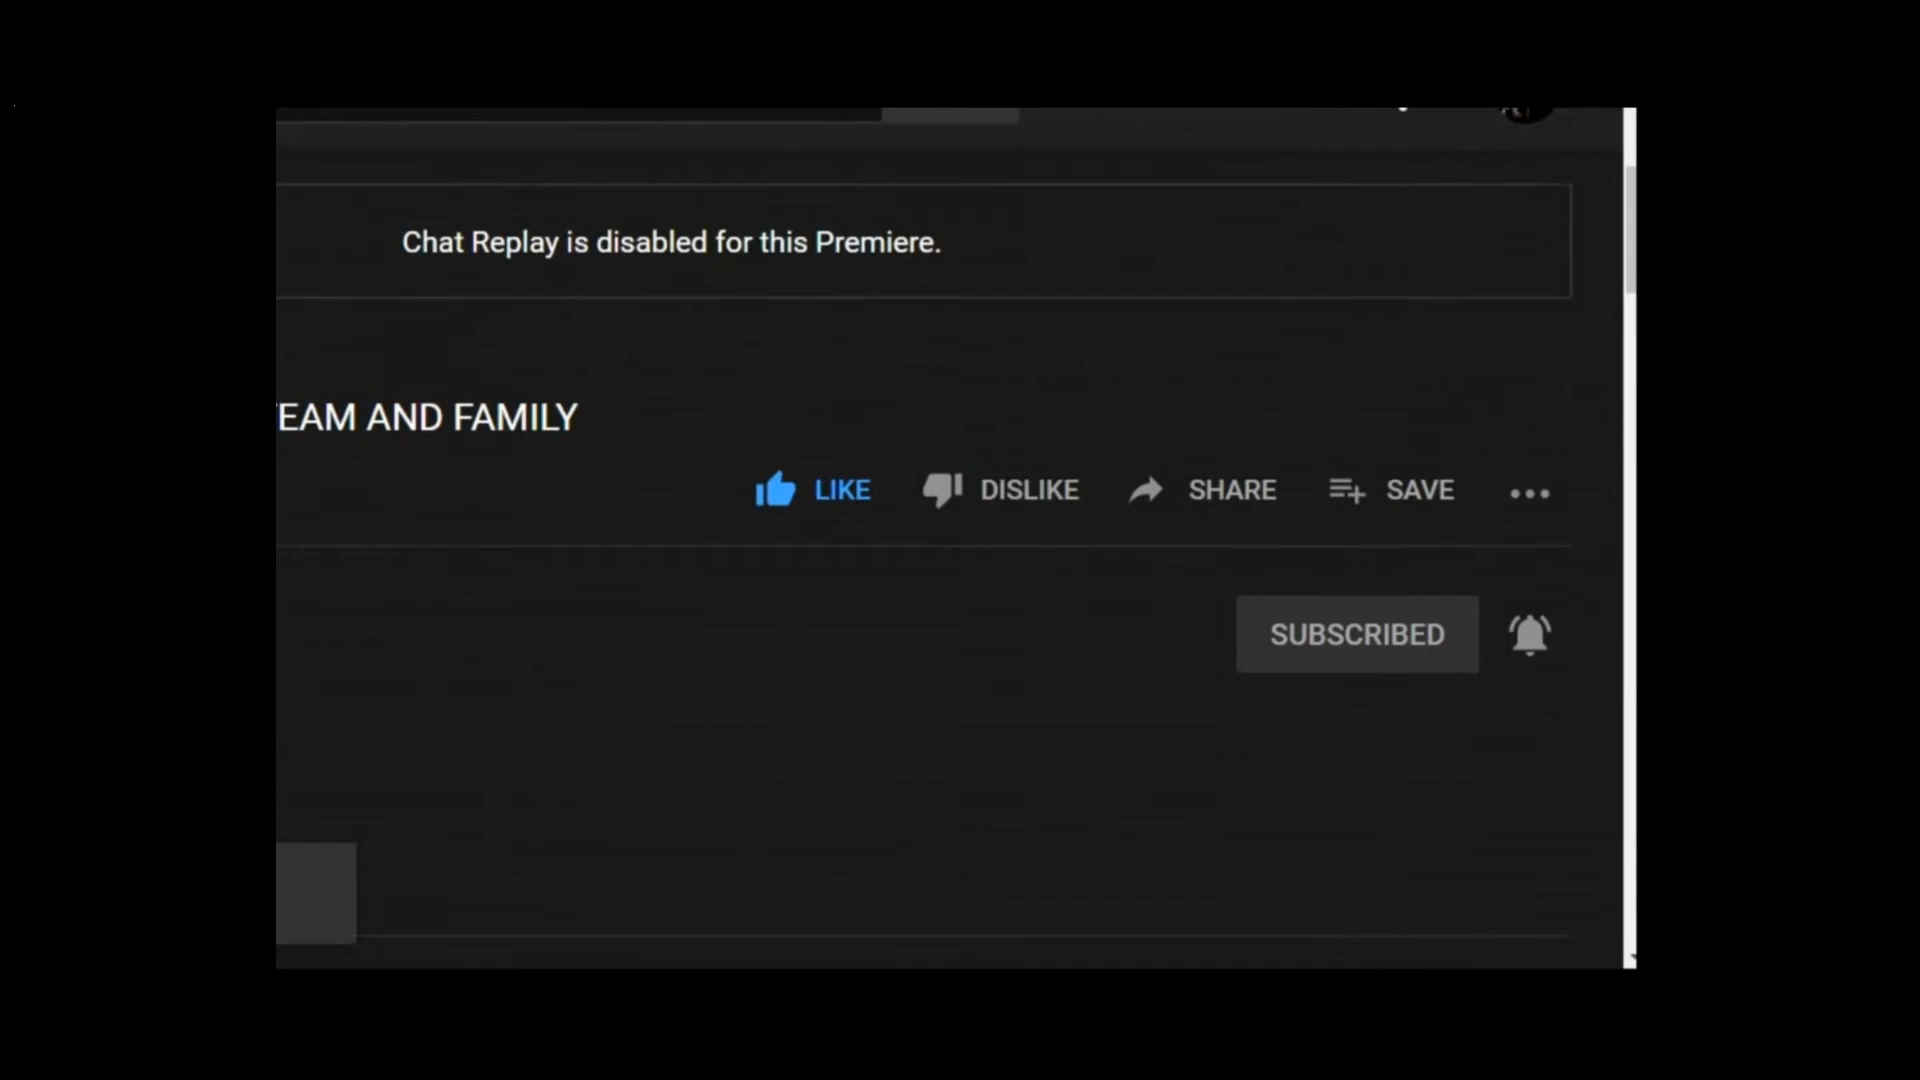 Chat Replay is disabled for this Premiere.
EAM AND FAMILY
LIKE DISLIKE SHARE SAVE
SUBSCRIBED